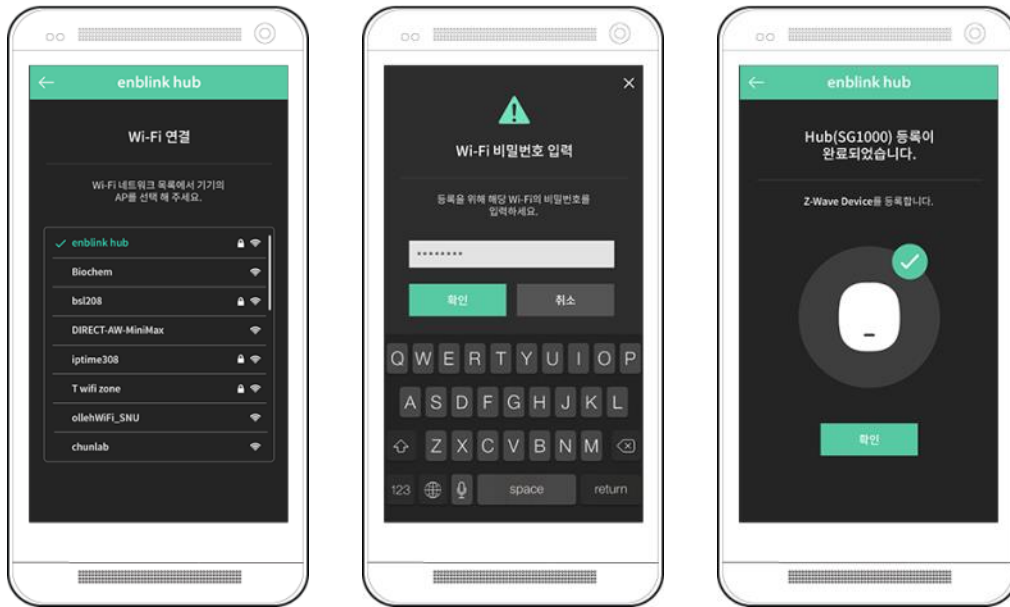 enblink hub
Wi-Fi 연결
Wi-Fi 네트워크 목록에서 기기의
AP를 선택 해 주세요.
enblink hub
Biochem
bsl208
DIRECT-AW-MiniMax
iptime308
T wifi zone
ollehWiFi_SNU
chunlab
Wi-Fi 비밀번호 입력
등록을 위해 해당 Wi-Fi의 비밀번호를
입력하세요.
********
확인 취소
Q W E R T Y U I O P
A S D F G H J K L
Z X C V B N M
123 space return
enblink hub
Hub(SG1000) 등록이
완료되었습니다.
Z-Wave Device를 등록합니다.
확인